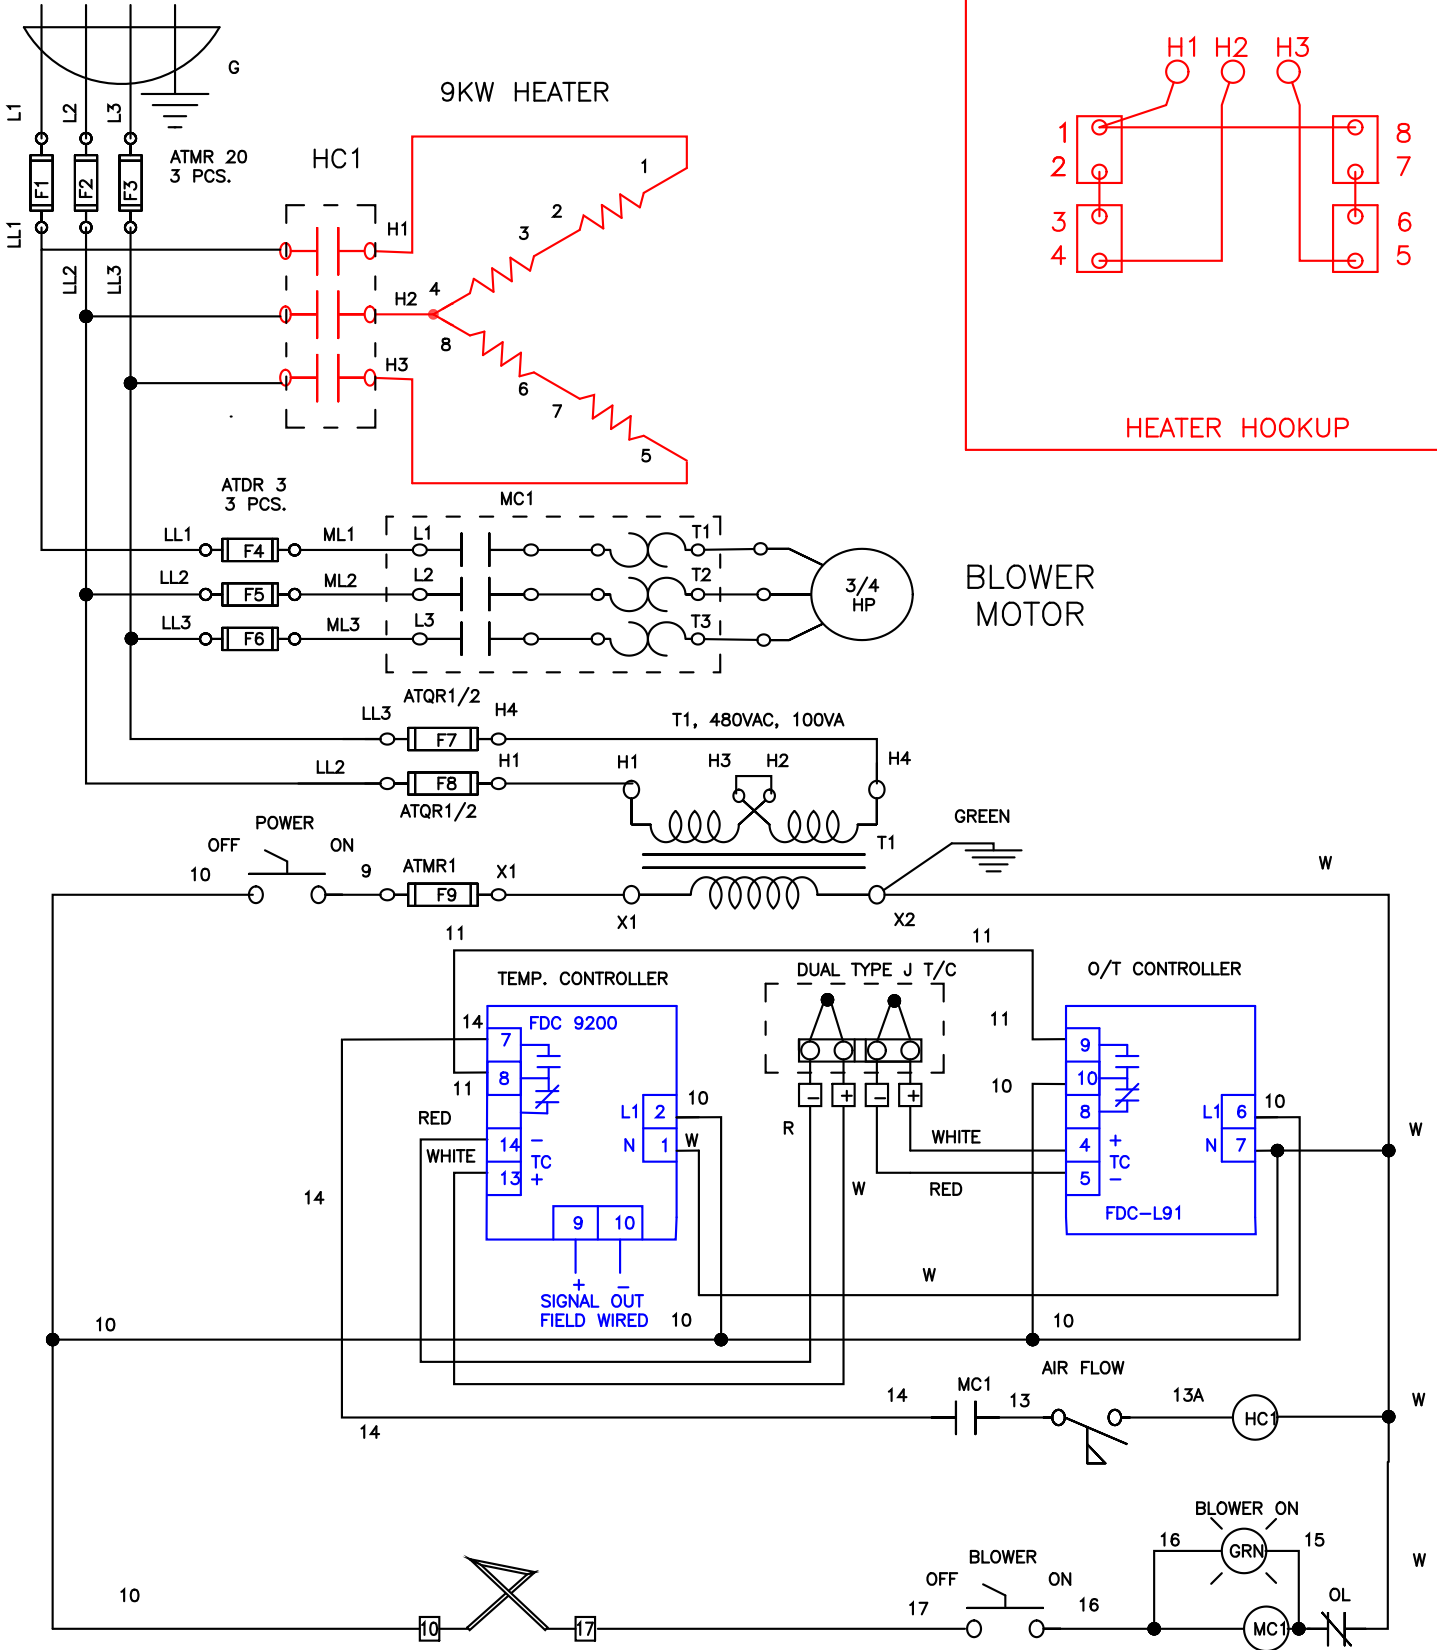 G
L1
L2
L3
ATMR 20
3 PCS.
F1
F2
F3
LL1
LL2
LL3
9KW HEATER
HC1
H1
H2
H3
1
2
3
4
8
6
7
5
H1 H2 H3
1
2
3
4
8
7
6
5
HEATER HOOKUP
ATDR 3
3 PCS.
MC1
LL1
F4
ML1
L1
T1
LL2
F5
ML2
L2
T2
LL3
F6
ML3
L3
T3
3/4
HP
BLOWER
MOTOR
ATQR1/2
LL3
F7
H4
T1, 480VAC, 100VA
LL2
F8
H1
ATQR1/2
H1
H3
H2
H4
T1
GREEN
POWER
OFF
ON
10
9
ATMR1
F9
X1
X1
X2
W
11
11
TEMP. CONTROLLER
DUAL TYPE J T/C
O/T CONTROLLER
14
FDC 9200
7
8
11
RED
14 −
WHITE
TC
13 +
L1 2
10
N 1
W
9
10
+
−
SIGNAL OUT
FIELD WIRED
−
+
−
+
R
W
WHITE
RED
11
10
9
10
8
4 +
TC
5 −
L1 6
10
N 7
FDC-L91
W
14
W
10
10
10
AIR FLOW
14
14
MC1
13
13A
HC1
W
BLOWER ON
16
GRN
15
W
10
10
17
17
BLOWER
OFF
ON
16
MC1
OL